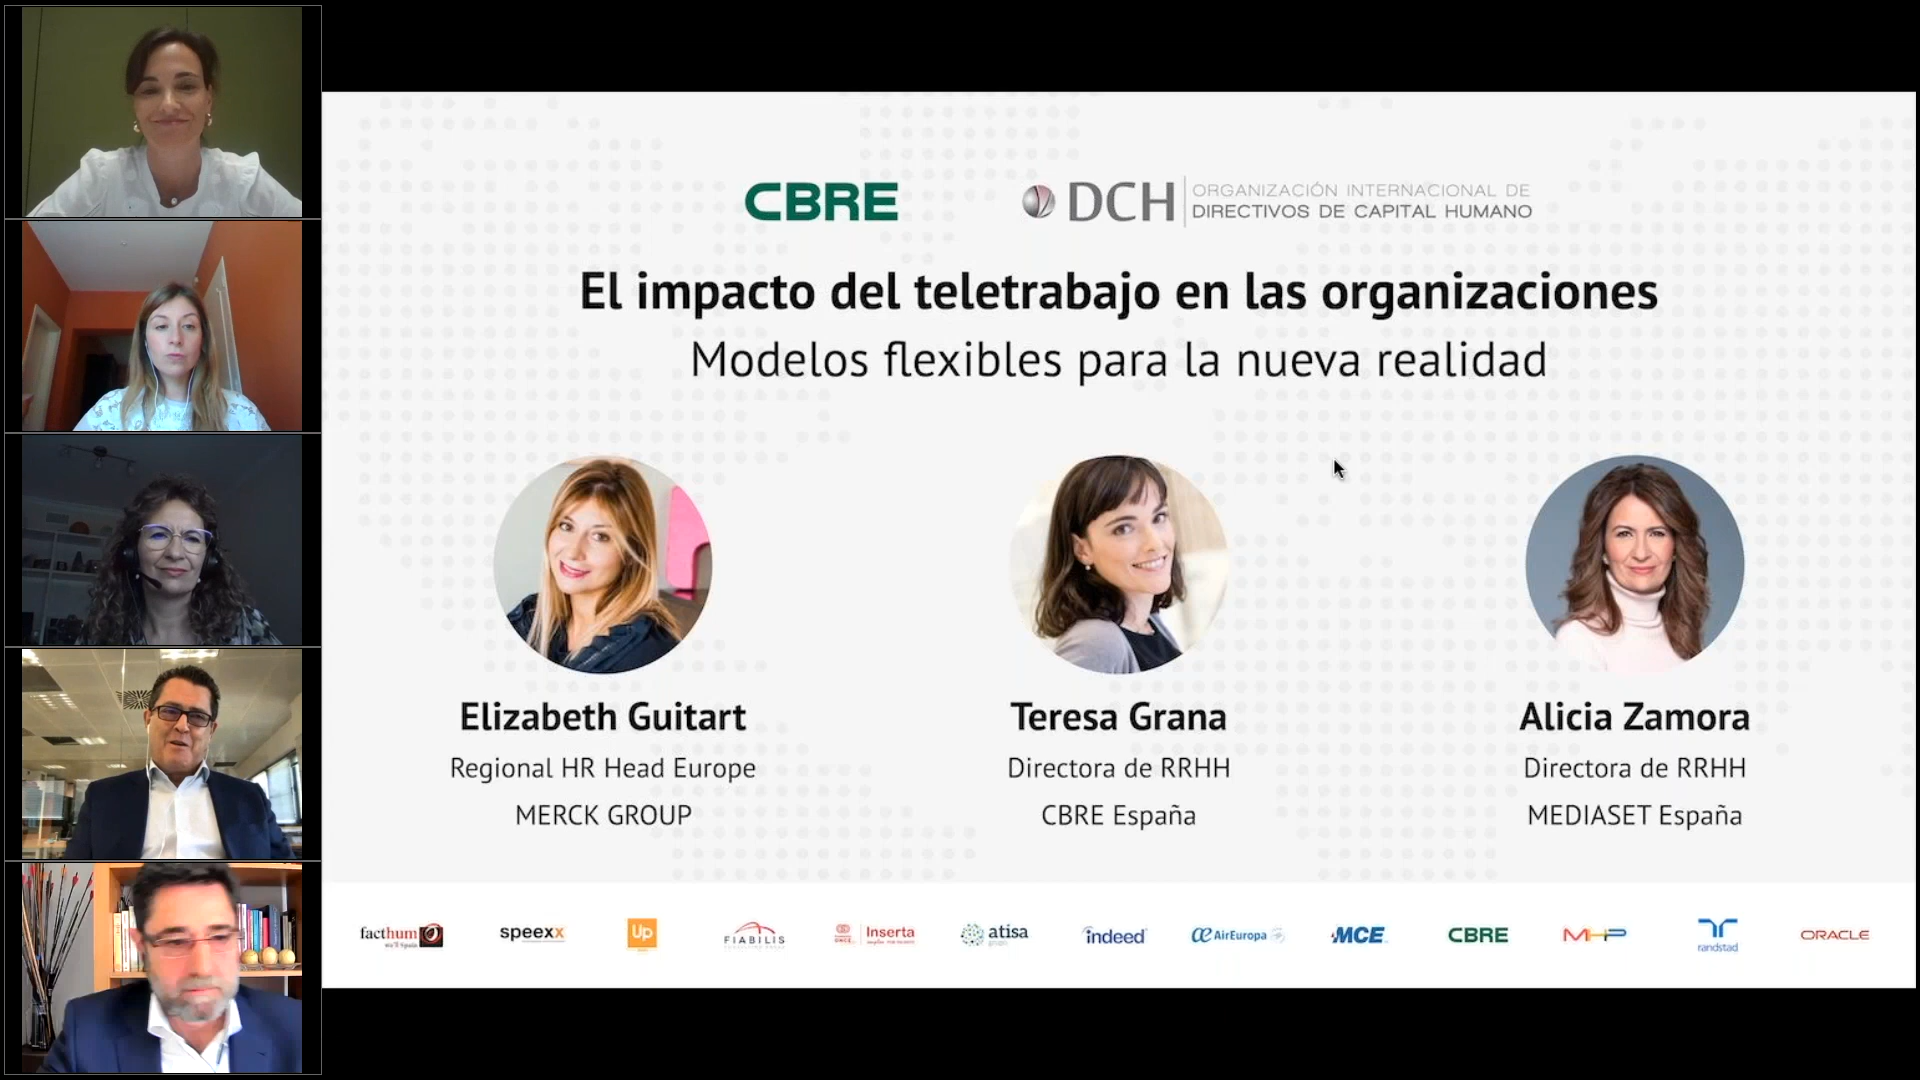 CBRE
DCH
ORGANIZACIÓN INTERNACIONAL DE
DIRECTIVOS DE CAPITAL HUMANO
El impacto del teletrabajo en las organizaciones
Modelos flexibles para la nueva realidad
Elizabeth Guitart
Regional HR Head Europe
MERCK GROUP
Teresa Grana
Directora de RRHH
CBRE España
Alicia Zamora
Directora de RRHH
MEDIASET España
facthum
speexx
Up
FIABILIS
Inserta
atisa
indeed
AirEuropa
MCE
CBRE
MHP
randstad
ORACLE